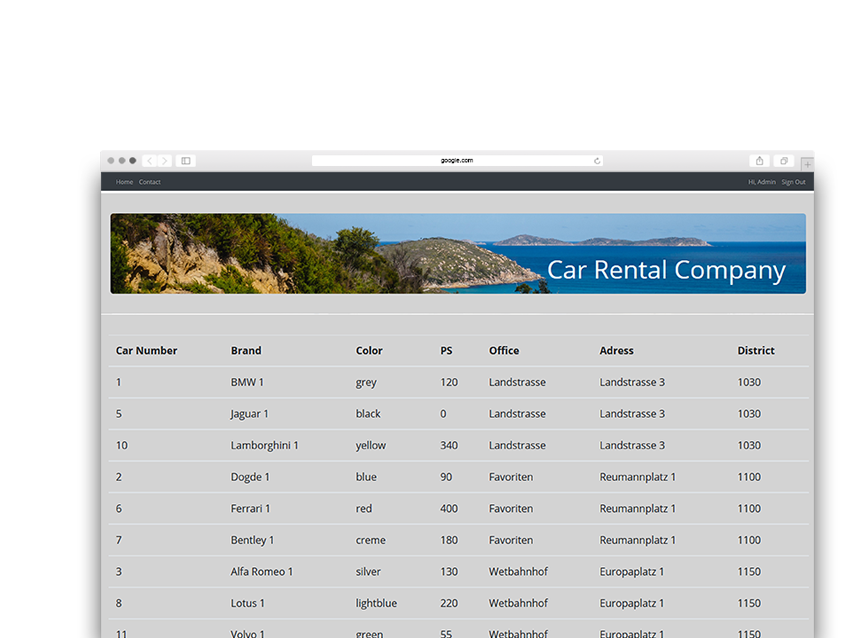 google.com
Home Contact Hi, Admin Sign Out
Car Rental Company
Car Number Brand Color PS Office Adress District
1 BMW 1 grey 120 Landstrasse Landstrasse 3 1030
5 Jaguar 1 black 0 Landstrasse Landstrasse 3 1030
10 Lamborghini 1 yellow 340 Landstrasse Landstrasse 3 1030
2 Dogde 1 blue 90 Favoriten Reumannplatz 1 1100
6 Ferrari 1 red 400 Favoriten Reumannplatz 1 1100
7 Bentley 1 creme 180 Favoriten Reumannplatz 1 1100
3 Alfa Romeo 1 silver 130 Wetbahnhof Europaplatz 1 1150
8 Lotus 1 lightblue 220 Wetbahnhof Europaplatz 1 1150
11 Volvo 1 green 55 Wetbahnhof Europaplatz 1 1150